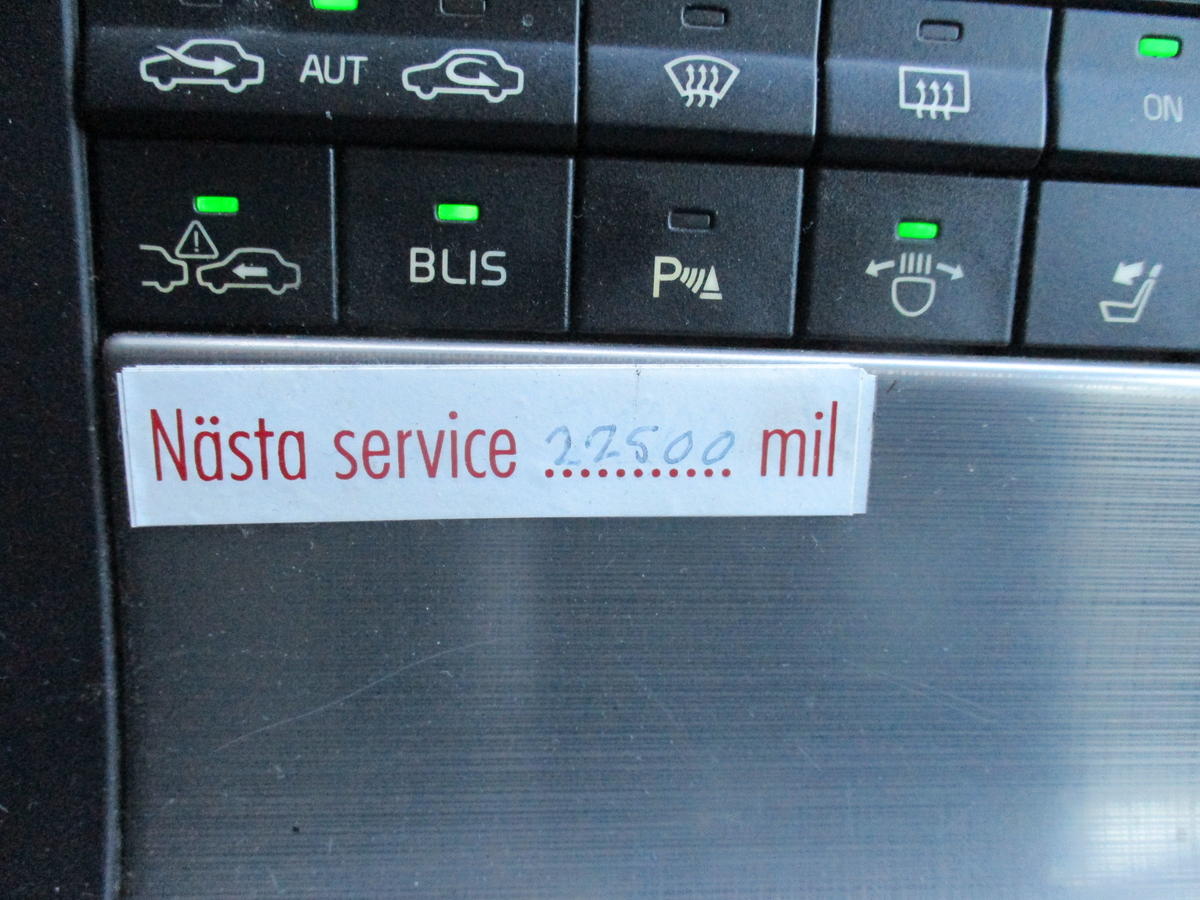 AUT
ON
BLIS
P
Nästa service 22500 mil